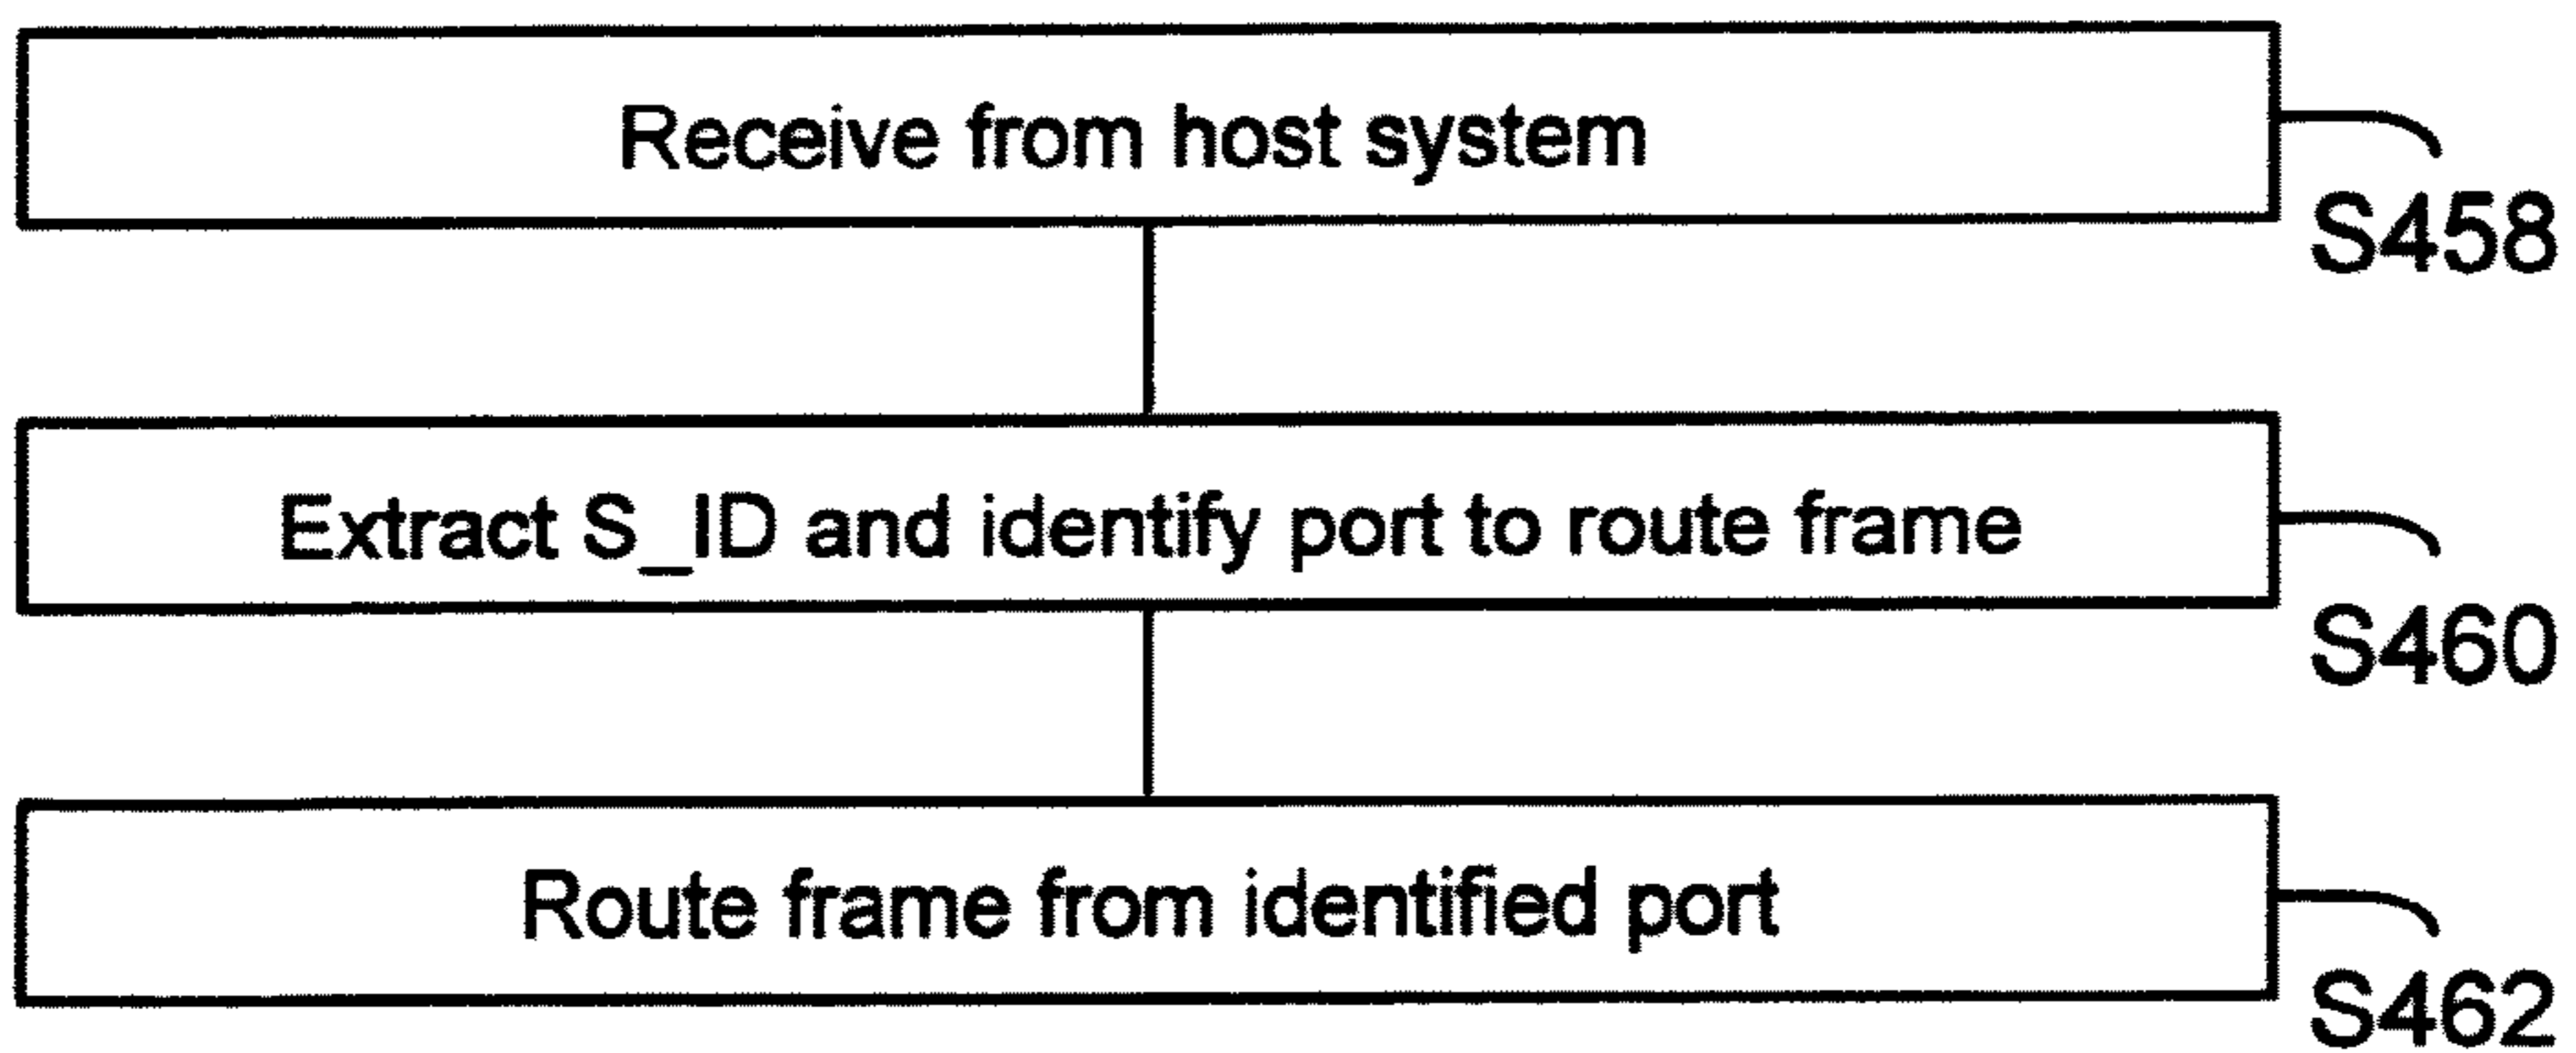 Receive from host system
S458
Extract S_ID and identify port to route frame
S460
Route frame from identified port
S462